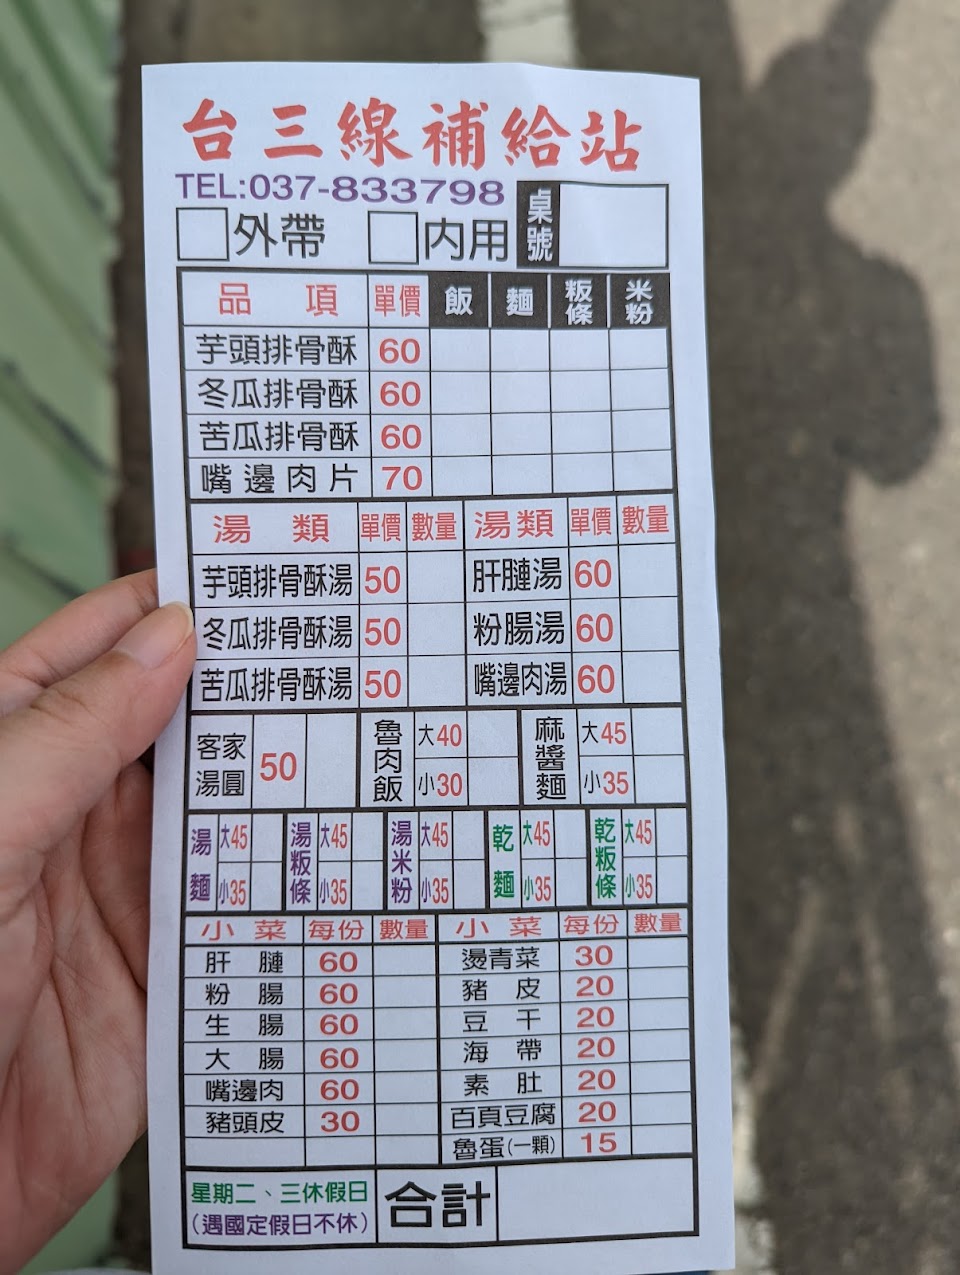 台三線補給站
TEL:037-833798
外帶 內用 桌號
品項 單價 飯 麵 粄條 米粉
芋頭排骨酥 60
冬瓜排骨酥 60
苦瓜排骨酥 60
嘴邊肉片 70
湯類 單價 數量 湯類 單價 數量
芋頭排骨酥湯 50 肝腱湯 60
冬瓜排骨酥湯 50 粉腸湯 60
苦瓜排骨酥湯 50 嘴邊肉湯 60
客家湯圓 50 魯肉飯 大40 小30 麻醬麵 大45 小35
湯麵 大45 小35 湯粄條 大45 小35 湯米粉 大45 小35 乾麵 大45 小35 乾粄條 大45 小35
小菜 每份 數量 小菜 每份 數量
肝腱 60 燙青菜 30
粉腸 60 豬皮 20
生腸 60 豆干 20
大腸 60 海帶 20
嘴邊肉 60 素肚 20
豬頭皮 30 百頁豆腐 20
魯蛋(一顆) 15
星期二、三休假日
(遇國定假日不休)
合計